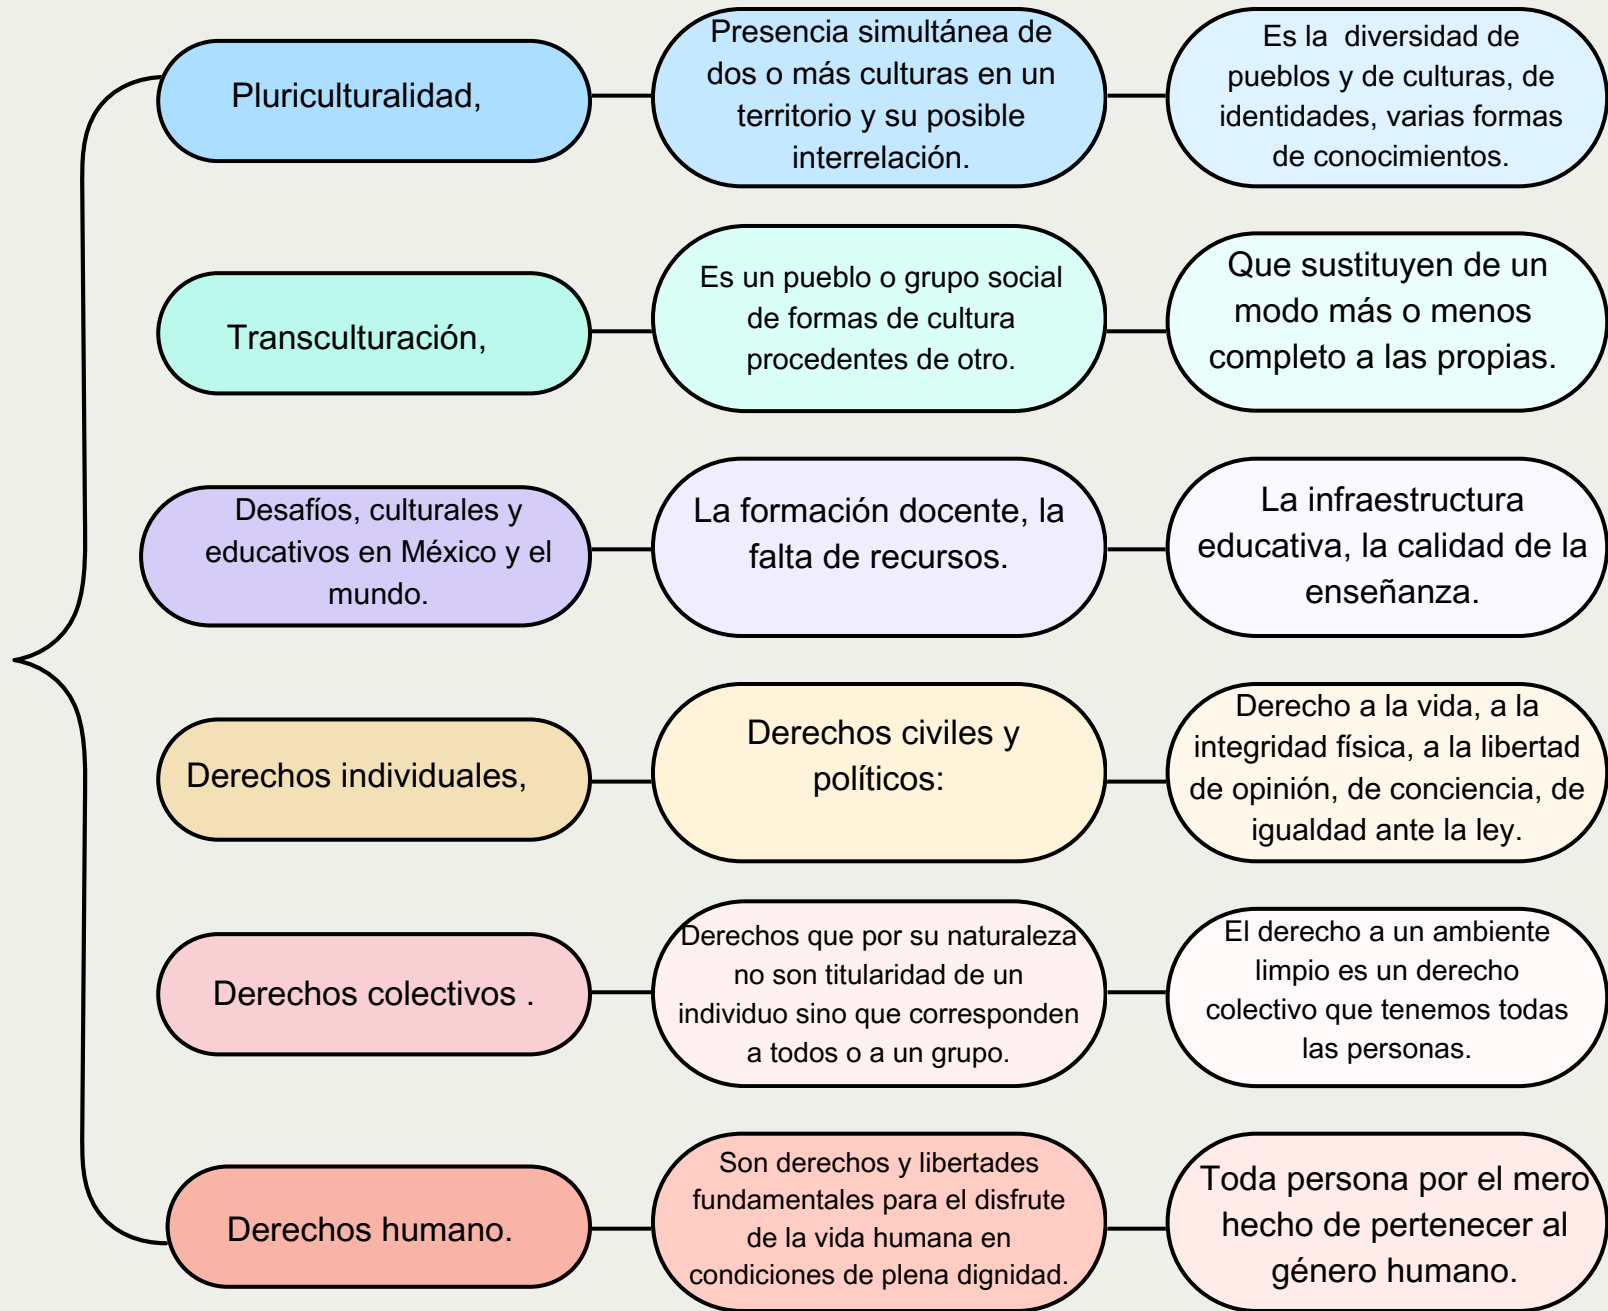 Pluriculturalidad,
Presencia simultánea de
dos o más culturas en un
territorio y su posible
interrelación.
Es la  diversidad de
pueblos y de culturas, de
identidades, varias formas
de conocimientos.
Transculturación,
Es un pueblo o grupo social
de formas de cultura
procedentes de otro.
Que sustituyen de un
modo más o menos
completo a las propias.
Desafíos, culturales y
educativos en México y el
mundo.
La formación docente, la
falta de recursos.
La infraestructura
educativa, la calidad de la
enseñanza.
Derechos individuales,
Derechos civiles y
políticos:
Derecho a la vida, a la
integridad física, a la libertad
de opinión, de conciencia, de
igualdad ante la ley.
Derechos colectivos .
Derechos que por su naturaleza
no son titularidad de un
individuo sino que corresponden
a todos o a un grupo.
El derecho a un ambiente
limpio es un derecho
colectivo que tenemos todas
las personas.
Derechos humano.
Son derechos y libertades
fundamentales para el disfrute
de la vida humana en
condiciones de plena dignidad.
Toda persona por el mero
hecho de pertenecer al
género humano.